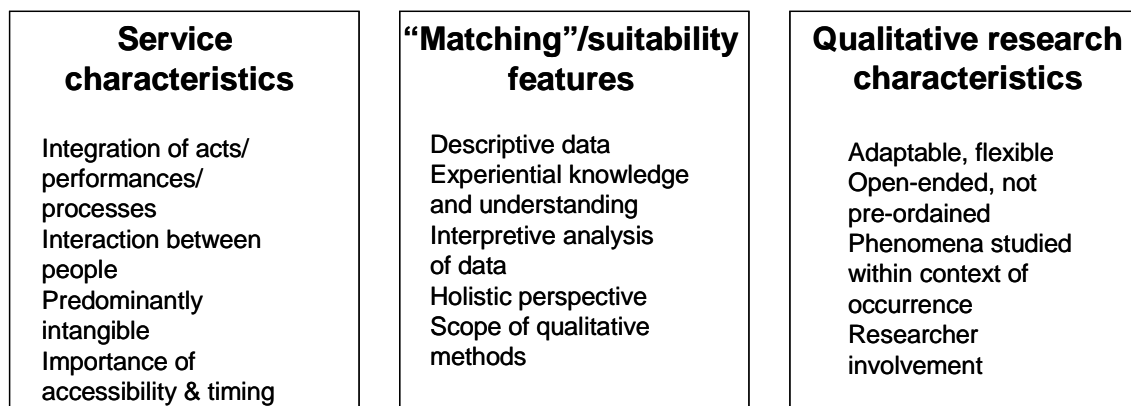 Service
characteristics
Integration of acts/
performances/
processes
Interaction between
people
Predominantly
intangible
Importance of
accessibility & timing
“Matching”/suitability
features
Descriptive data
Experiential knowledge
and understanding
Interpretive analysis
of data
Holistic perspective
Scope of qualitative
methods
Qualitative research
characteristics
Adaptable, flexible
Open-ended, not
pre-ordained
Phenomena studied
within context of
occurrence
Researcher
involvement